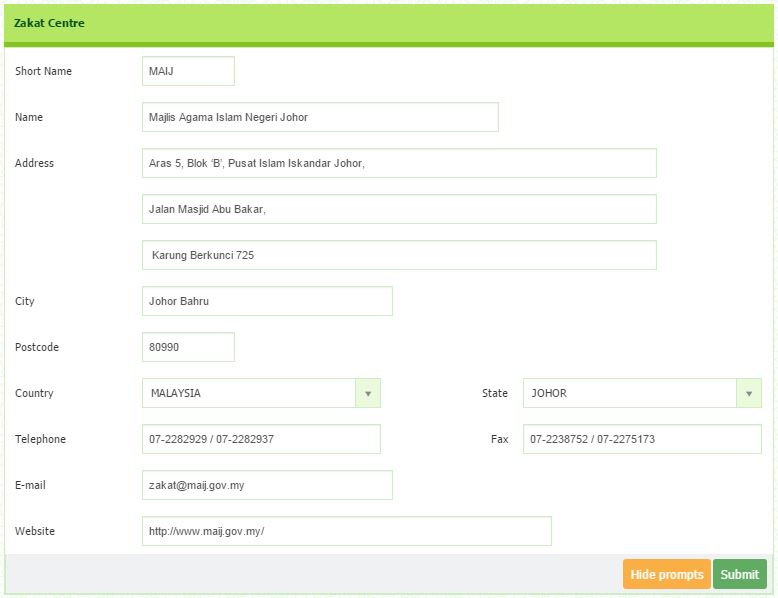 Zakat Centre
Short Name MAIJ
Name Majlis Agama Islam Negeri Johor
Address Aras 5, Blok ‘B’, Pusat Islam Iskandar Johor,
Jalan Masjid Abu Bakar,
Karung Berkunci 725
City Johor Bahru
Postcode 80990
Country MALAYSIA State JOHOR
Telephone 07-2282929 / 07-2282937 Fax 07-2238752 / 07-2275173
E-mail zakat@maij.gov.my
Website http://www.maij.gov.my/
Hide prompts Submit